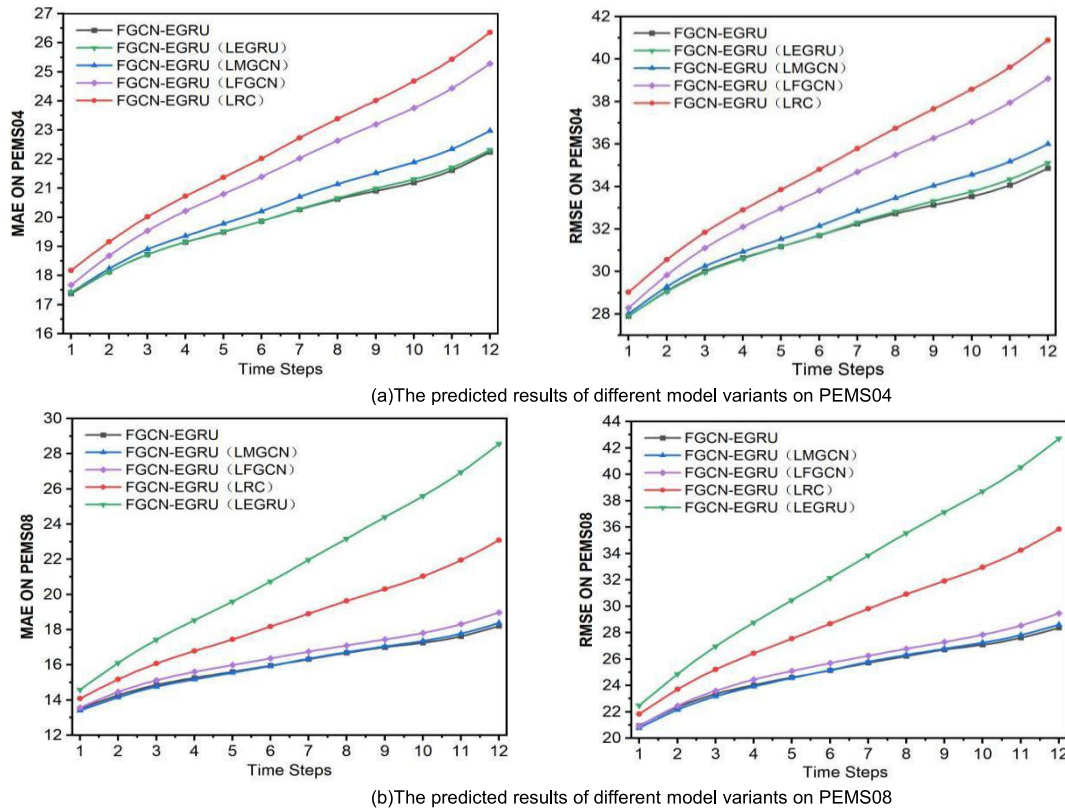 MAE ON PEMS04
27
26
25
24
23
22
21
20
19
18
17
16
FGCN-EGRU
FGCN-EGRU（LEGRU）
FGCN-EGRU（LMGCN）
FGCN-EGRU（LFGCN）
FGCN-EGRU（LRC）
1 2 3 4 5 6 7 8 9 10 11 12
Time Steps
RMSE ON PEMS04
42
40
38
36
34
32
30
28
FGCN-EGRU
FGCN-EGRU（LEGRU）
FGCN-EGRU（LMGCN）
FGCN-EGRU（LFGCN）
FGCN-EGRU（LRC）
1 2 3 4 5 6 7 8 9 10 11 12
Time Steps
(a)The predicted results of different model variants on PEMS04
MAE ON PEMS08
30
28
26
24
22
20
18
16
14
12
FGCN-EGRU
FGCN-EGRU（LMGCN）
FGCN-EGRU（LFGCN）
FGCN-EGRU（LRC）
FGCN-EGRU（LEGRU）
1 2 3 4 5 6 7 8 9 10 11 12
Time Steps
RMSE ON PEMS08
44
42
40
38
36
34
32
30
28
26
24
22
20
FGCN-EGRU
FGCN-EGRU（LMGCN）
FGCN-EGRU（LFGCN）
FGCN-EGRU（LRC）
FGCN-EGRU（LEGRU）
1 2 3 4 5 6 7 8 9 10 11 12
Time Steps
(b)The predicted results of different model variants on PEMS08